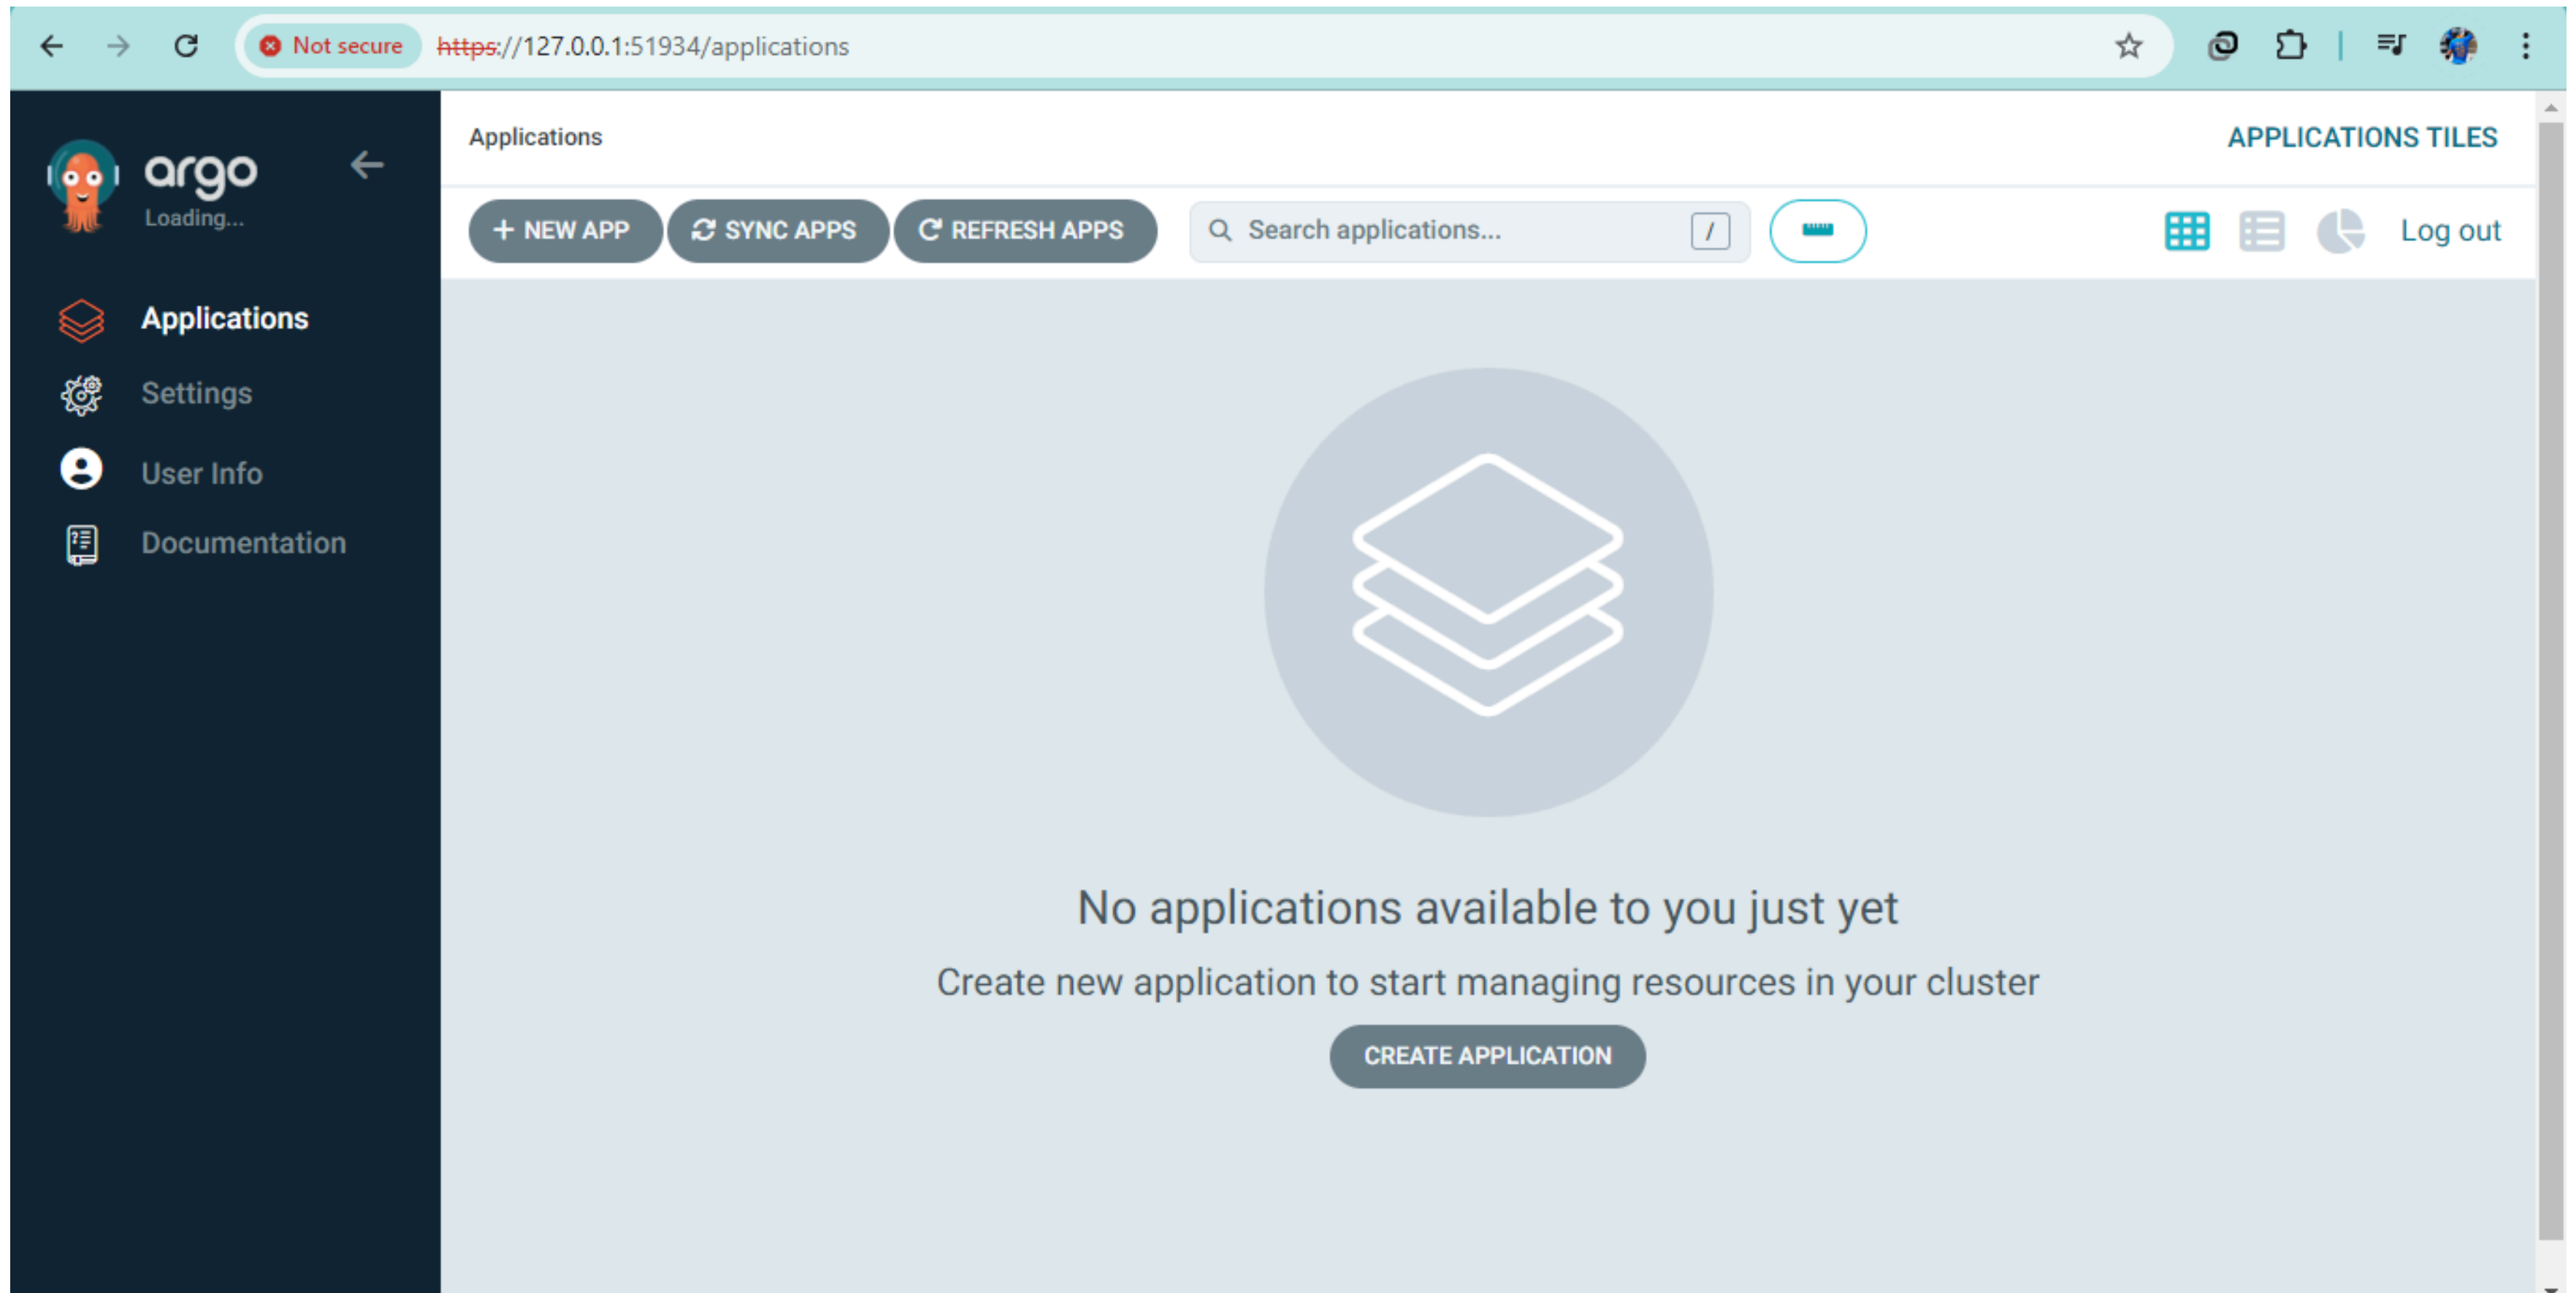 Not secure https://127.0.0.1:51934/applications
argo
Loading...
Applications
Settings
User Info
Documentation
Applications
APPLICATIONS TILES
+ NEW APP SYNC APPS REFRESH APPS Search applications... / Log out
No applications available to you just yet
Create new application to start managing resources in your cluster
CREATE APPLICATION